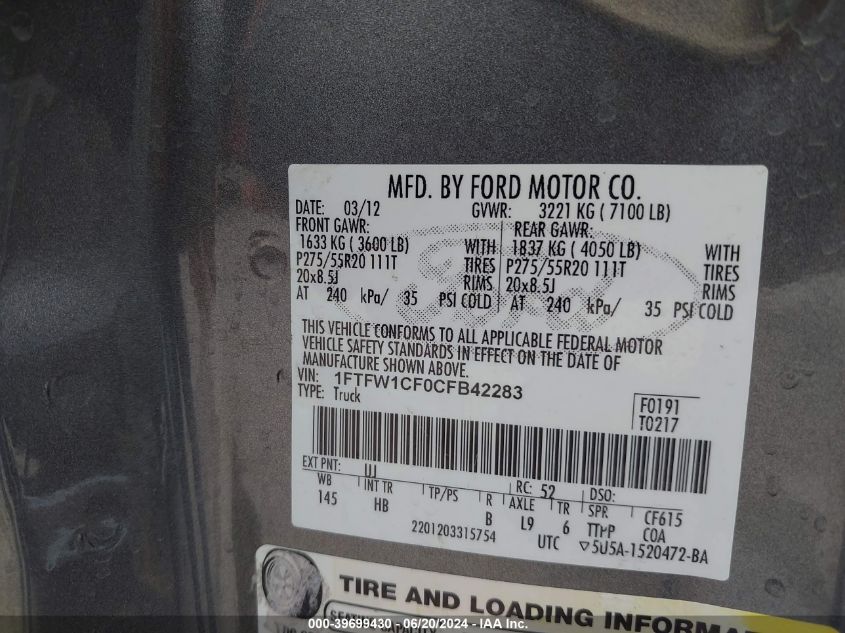 MFD. BY FORD MOTOR CO.
DATE: 03/12 GVWR: 3221 KG ( 7100 LB)
FRONT GAWR: REAR GAWR:
1633 KG ( 3600 LB) WITH 1837 KG ( 4050 LB) WITH
P275/55R20 111T TIRES P275/55R20 111T TIRES
20x8.5J RIMS 20x8.5J RIMS
AT 240 kPa/ 35 PSI COLD AT 240 kPa/ 35 PSI COLD
THIS VEHICLE CONFORMS TO ALL APPLICABLE FEDERAL MOTOR
VEHICLE SAFETY STANDARDS IN EFFECT ON THE DATE OF
MANUFACTURE SHOWN ABOVE.
VIN: 1FTFW1CF0CFB42283
TYPE: Truck
F0191
T0217
EXT PNT: UJ RC: 52 DSO:
WB INT TR TP/PS R AXLE TR SPR CF615
145 HB B L9 6 COA
2201203315754 UTC ▽5U5A-1520472-BA
TIRE AND LOADING INFORMA
SEATING CAPACITY
000-39699430 - 06/20/2024 - IAA Inc.